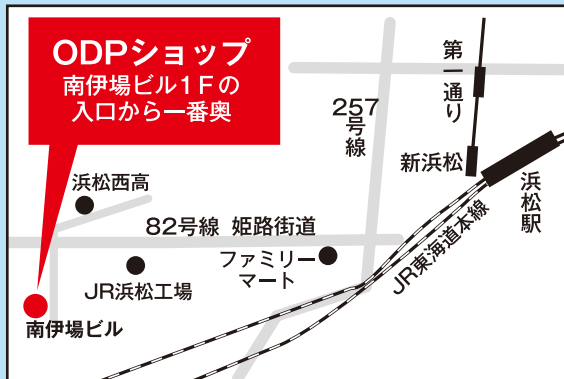 ODPショップ
南伊場ビル1Fの
入口から一番奥
第一通り
257
号線
新浜松
浜松駅
浜松西高
82号線 姫路街道
ファミリー
マート
JR東海道本線
JR浜松工場
南伊場ビル